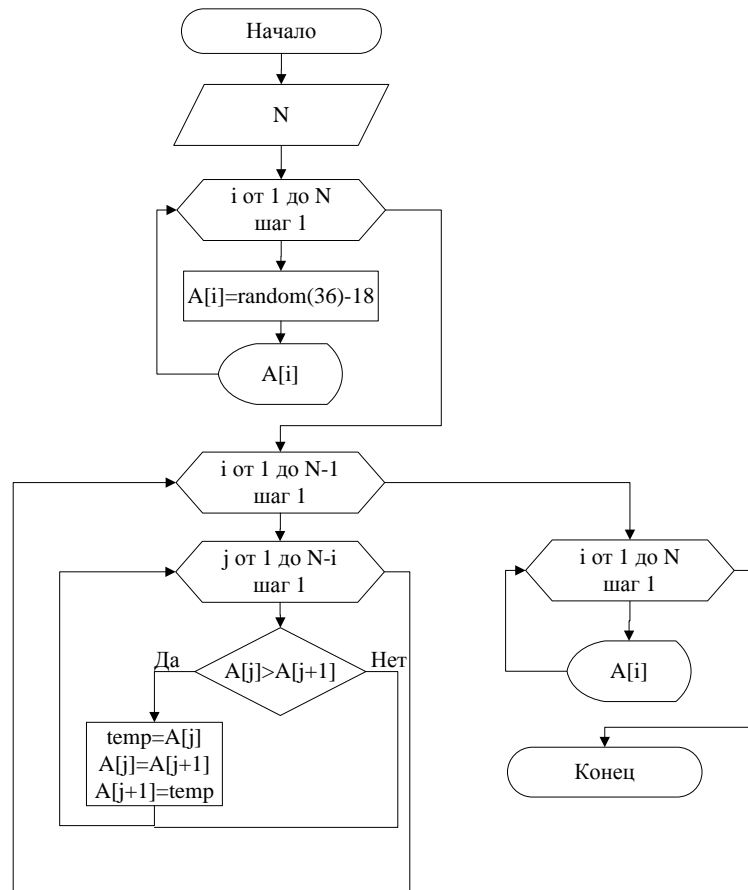 Начало
N
i от 1 до N
шаг 1
A[i]=random(36)-18
A[i]
i от 1 до N-1
шаг 1
j от 1 до N-i
шаг 1
Да
A[j]>A[j+1]
Нет
temp=A[j]
A[j]=A[j+1]
A[j+1]=temp
i от 1 до N
шаг 1
A[i]
Конец